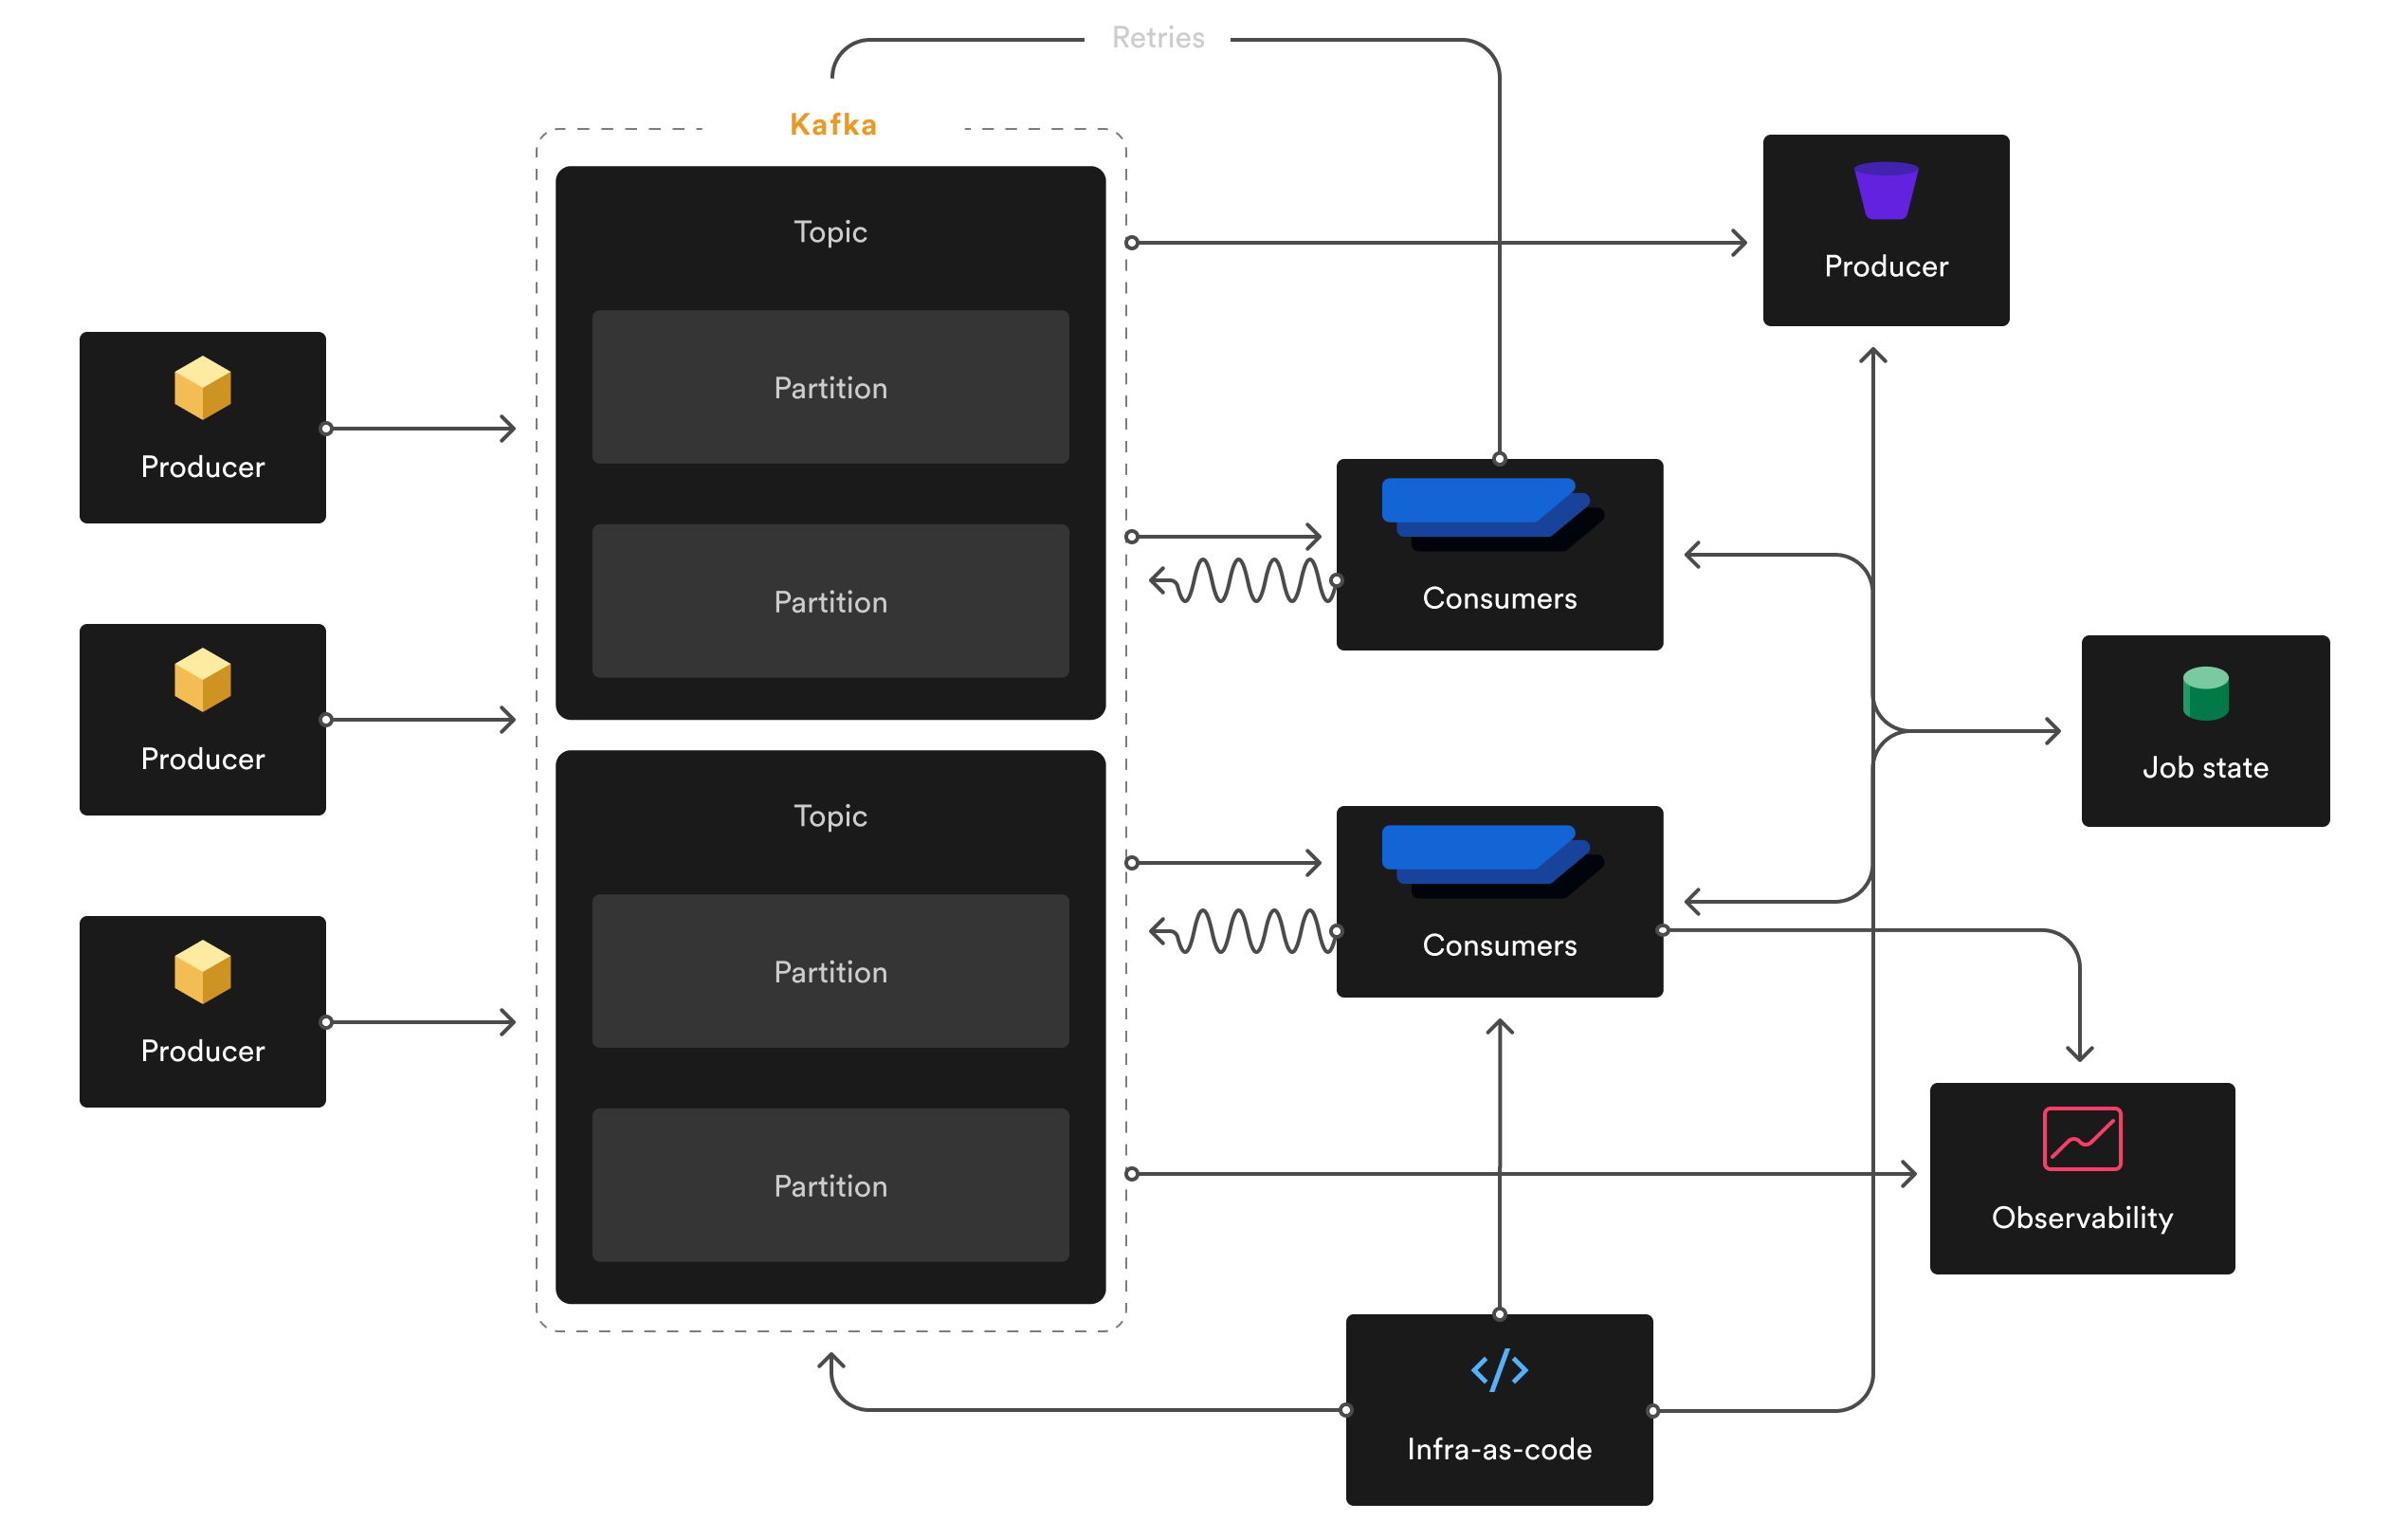 Retries
Kafka
Topic
Partition
Partition
Topic
Partition
Partition
Producer
Producer
Producer
Producer
Consumers
Consumers
Job state
Observability
Infra-as-code